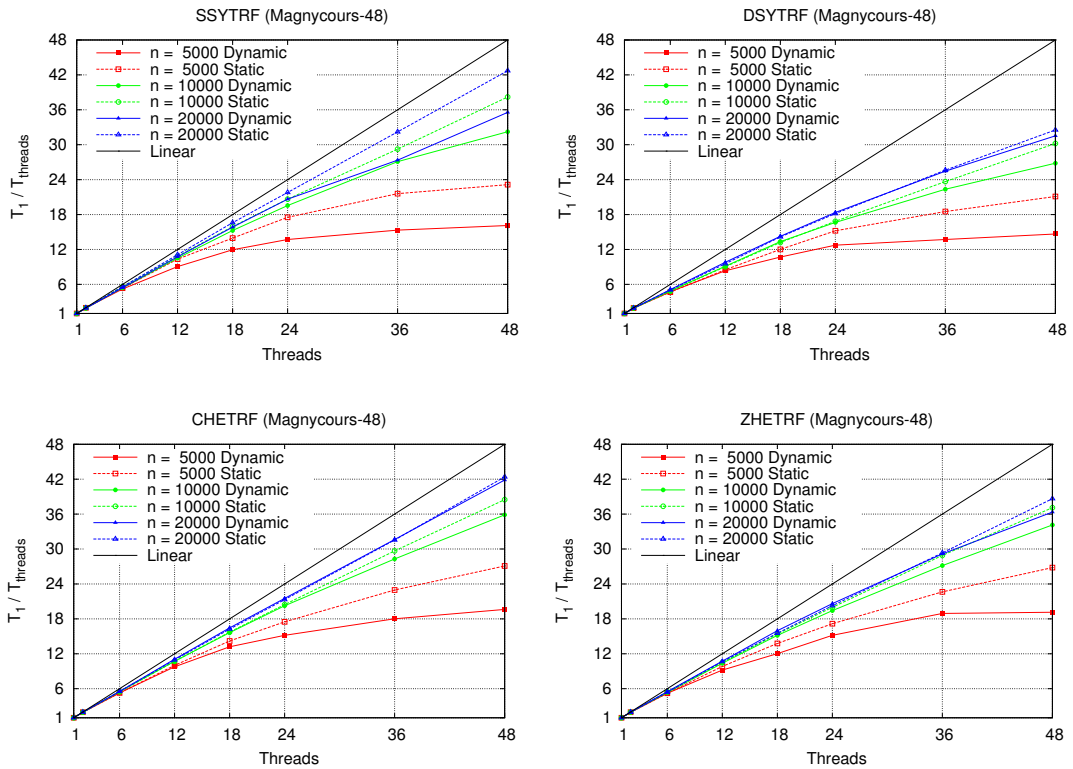 SSYTRF (Magnycours-48)
T1 / Tthreads
48
42
36
30
24
18
12
6
1
n = 5000 Dynamic
n = 5000 Static
n = 10000 Dynamic
n = 10000 Static
n = 20000 Dynamic
n = 20000 Static
Linear
1 6 12 18 24 36 48
Threads
DSYTRF (Magnycours-48)
T1 / Tthreads
48
42
36
30
24
18
12
6
1
n = 5000 Dynamic
n = 5000 Static
n = 10000 Dynamic
n = 10000 Static
n = 20000 Dynamic
n = 20000 Static
Linear
1 6 12 18 24 36 48
Threads
CHETRF (Magnycours-48)
T1 / Tthreads
48
42
36
30
24
18
12
6
1
n = 5000 Dynamic
n = 5000 Static
n = 10000 Dynamic
n = 10000 Static
n = 20000 Dynamic
n = 20000 Static
Linear
1 6 12 18 24 36 48
Threads
ZHETRF (Magnycours-48)
T1 / Tthreads
48
42
36
30
24
18
12
6
1
n = 5000 Dynamic
n = 5000 Static
n = 10000 Dynamic
n = 10000 Static
n = 20000 Dynamic
n = 20000 Static
Linear
1 6 12 18 24 36 48
Threads